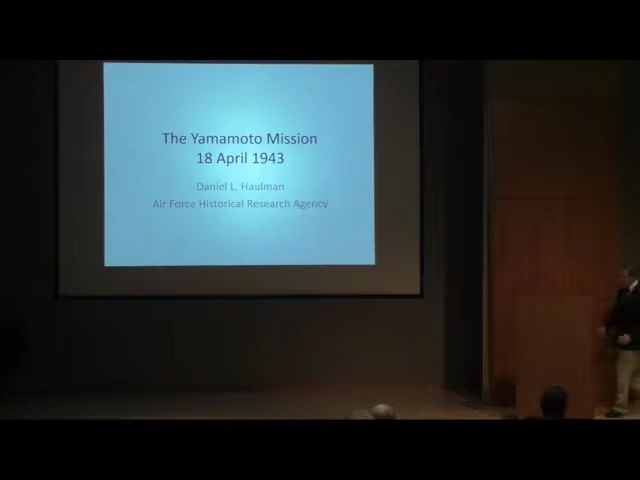 The Yamamoto Mission
18 April 1943
Daniel L. Haulman
Air Force Historical Research Agency